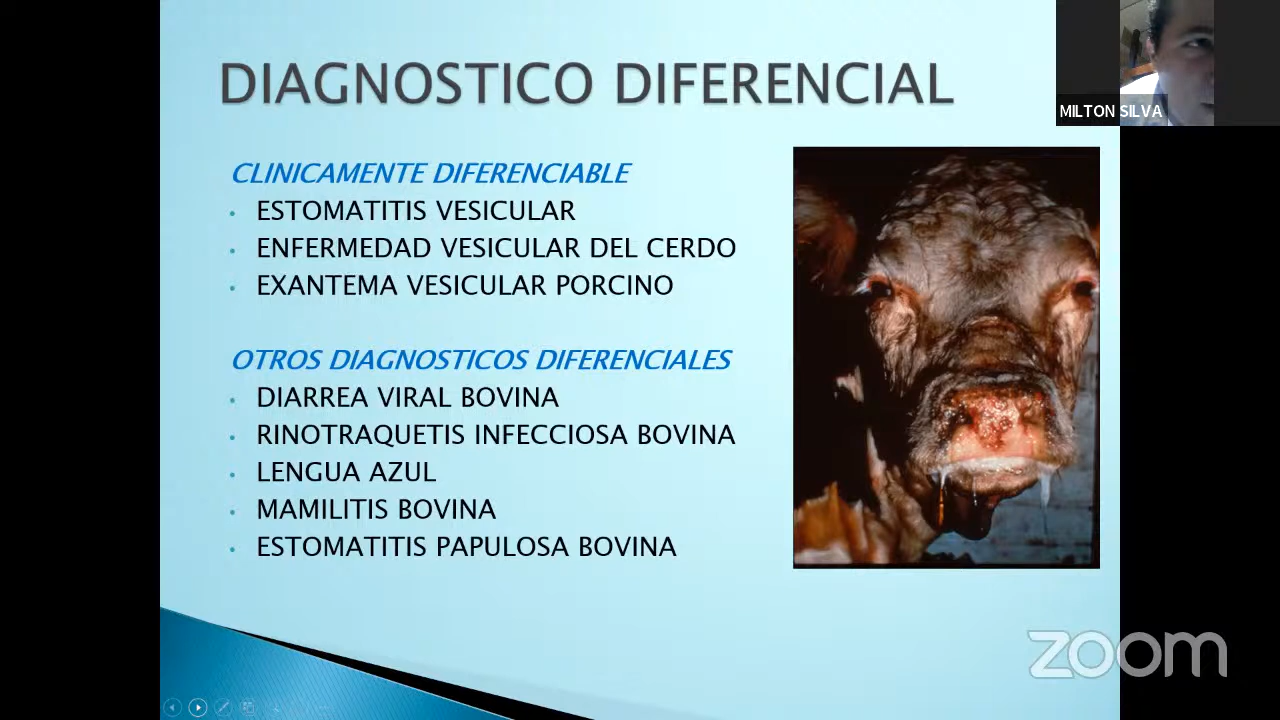 DIAGNOSTICO DIFERENCIAL
MILTON SILVA
CLINICAMENTE DIFERENCIABLE
• ESTOMATITIS VESICULAR
• ENFERMEDAD VESICULAR DEL CERDO
• EXANTEMA VESICULAR PORCINO
OTROS DIAGNOSTICOS DIFERENCIALES
• DIARREA VIRAL BOVINA
• RINOTRAQUETIS INFECCIOSA BOVINA
• LENGUA AZUL
• MAMILITIS BOVINA
• ESTOMATITIS PAPULOSA BOVINA
zoom